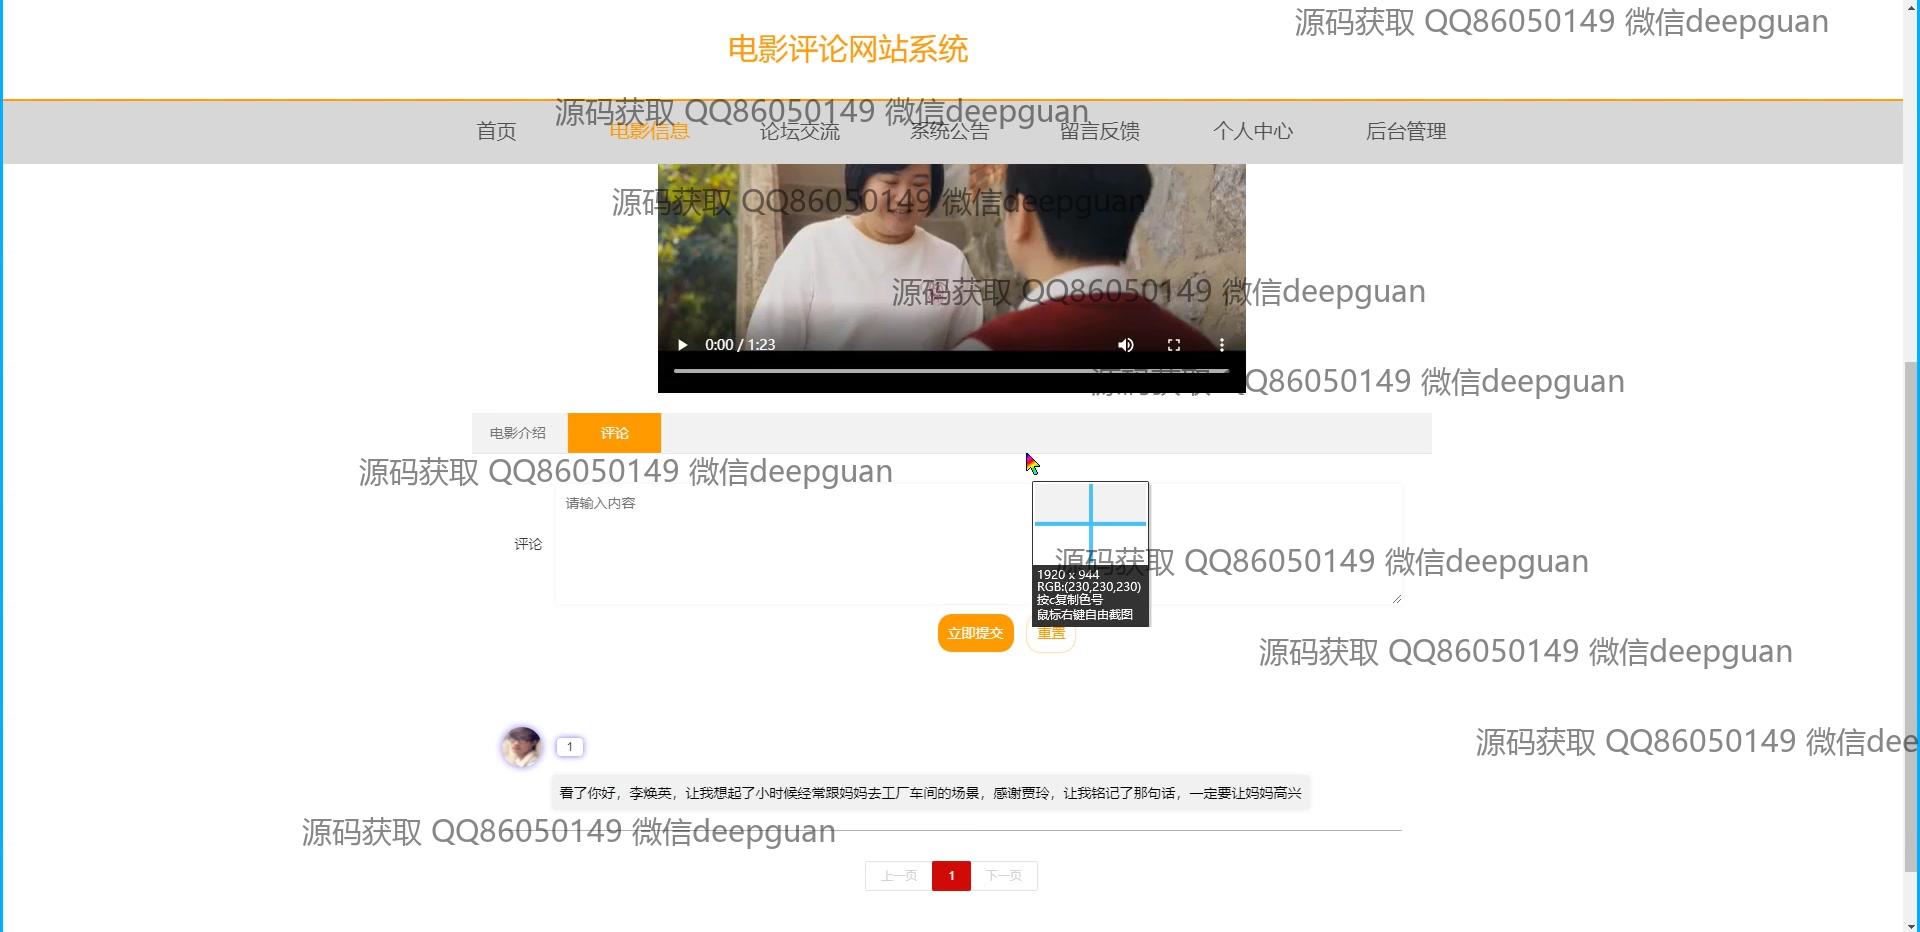 源码获取 QQ86050149 微信deepguan
电影评论网站系统
源码获取 QQ86050149 微信deepguan
首页 电影信息 论坛交流 系统公告 留言反馈 个人中心 后台管理
源码获取 QQ86050149 微信deepguan
源码获取 QQ86050149 微信deepguan
0:00 / 1:23
源码获取 QQ86050149 微信deepguan
电影介绍 评论
源码获取 QQ86050149 微信deepguan
请输入内容
评论
源码获取 QQ86050149 微信deepguan
1920 x 944
RGB:(230,230,230)
按c复制色号
鼠标右键自由截图
立即提交 重置
源码获取 QQ86050149 微信deepguan
源码获取 QQ86050149 微信dee
1
看了你好，李焕英，让我想起了小时候经常跟妈妈去工厂车间的场景，感谢贾玲，让我铭记了那句话，一定要让妈妈高兴
源码获取 QQ86050149 微信deepguan
上一页 1 下一页